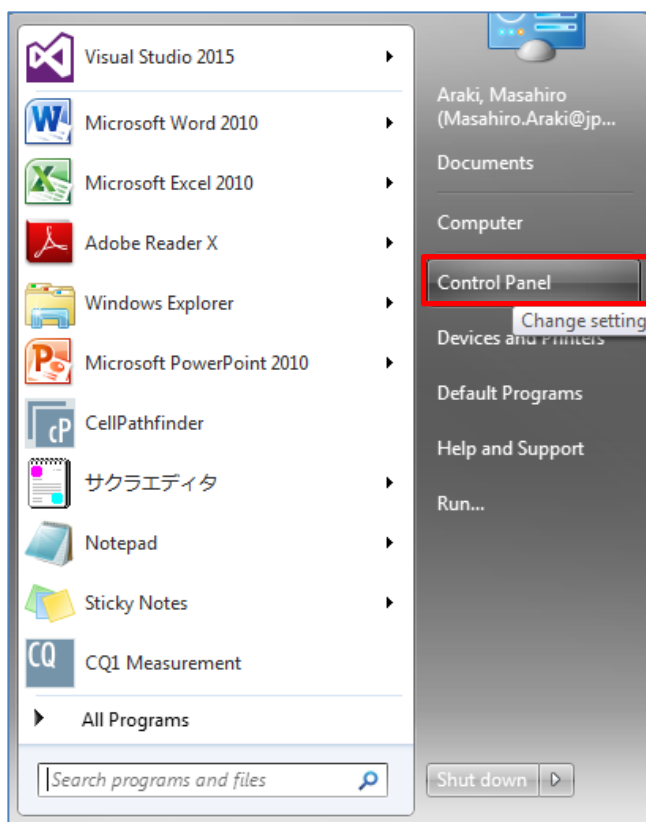 Visual Studio 2015
Microsoft Word 2010
Microsoft Excel 2010
Adobe Reader X
Windows Explorer
Microsoft PowerPoint 2010
cP
CellPathfinder
サクラエディタ
Notepad
Sticky Notes
CQ
CQ1 Measurement
All Programs
Search programs and files
Araki, Masahiro
(Masahiro.Araki@jp...
Documents
Computer
Control Panel
Change setting
Devices and Printers
Default Programs
Help and Support
Run...
Shut down